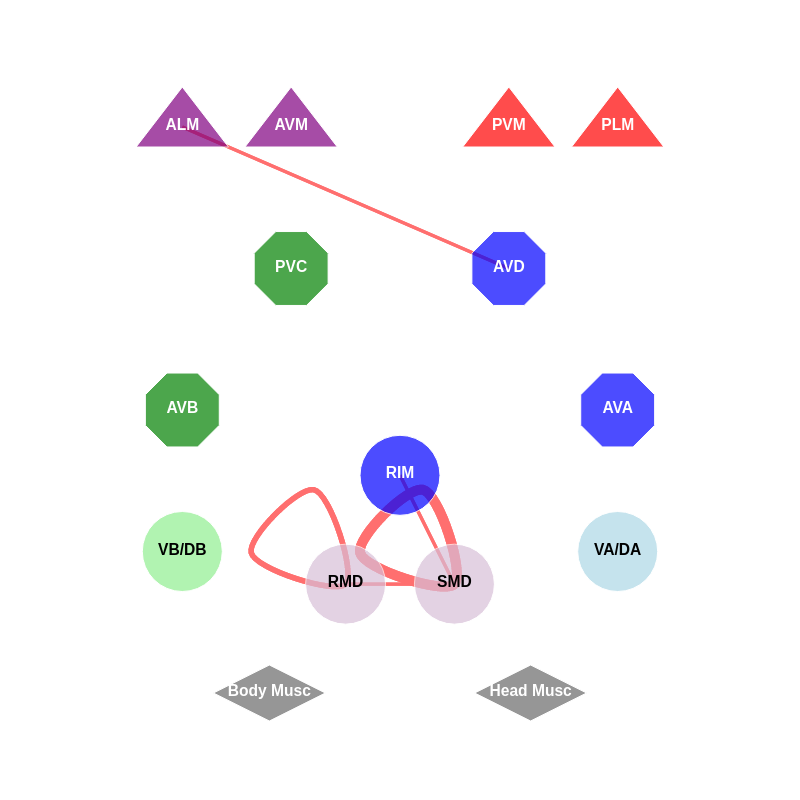 ALM
AVM
PVM
PLM
PVC
AVD
AVB
AVA
RIM
VB/DB
VA/DA
RMD
SMD
Body Musc
Head Musc